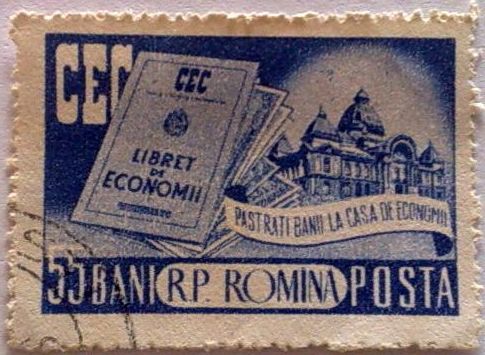 CEC
CEC
LIBRET
DE
ECONOMII
PASTRATI BANII LA CASA DE ECONOMII
55 BANI R.P. ROMINA POSTA